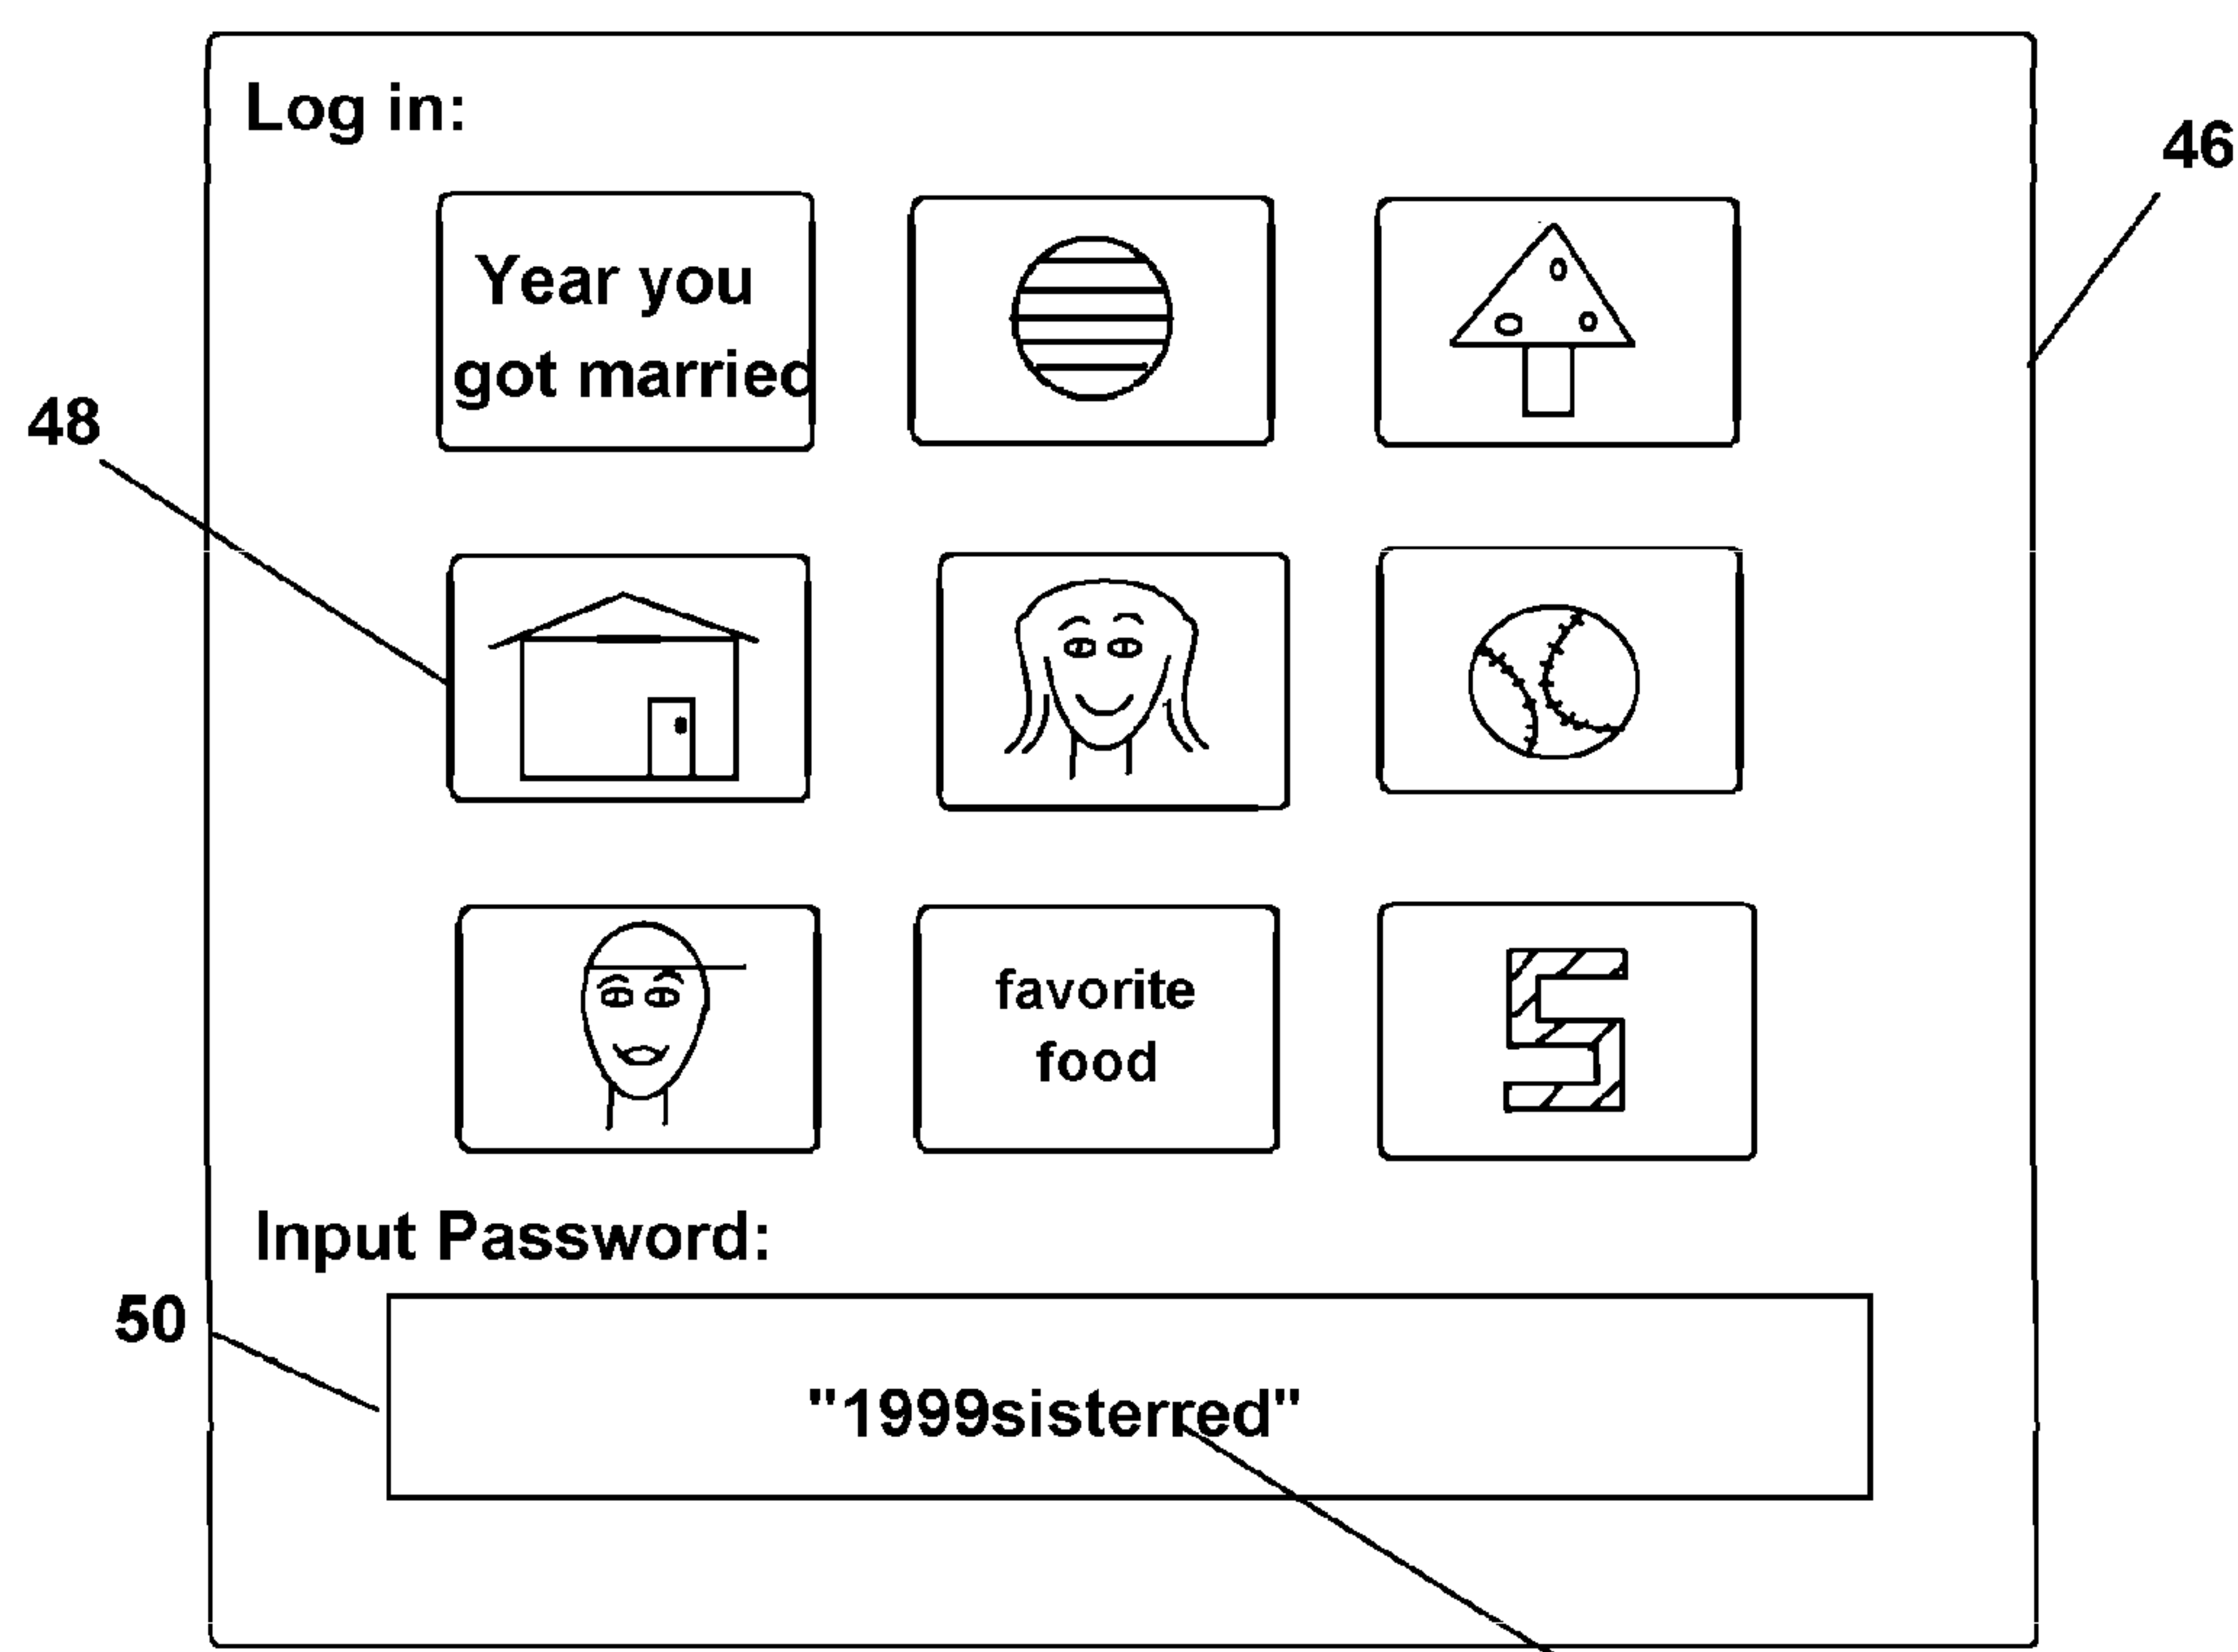 Log in:
46
Year you
got married
48
favorite
food
S
Input Password:
50
"1999sisterred"